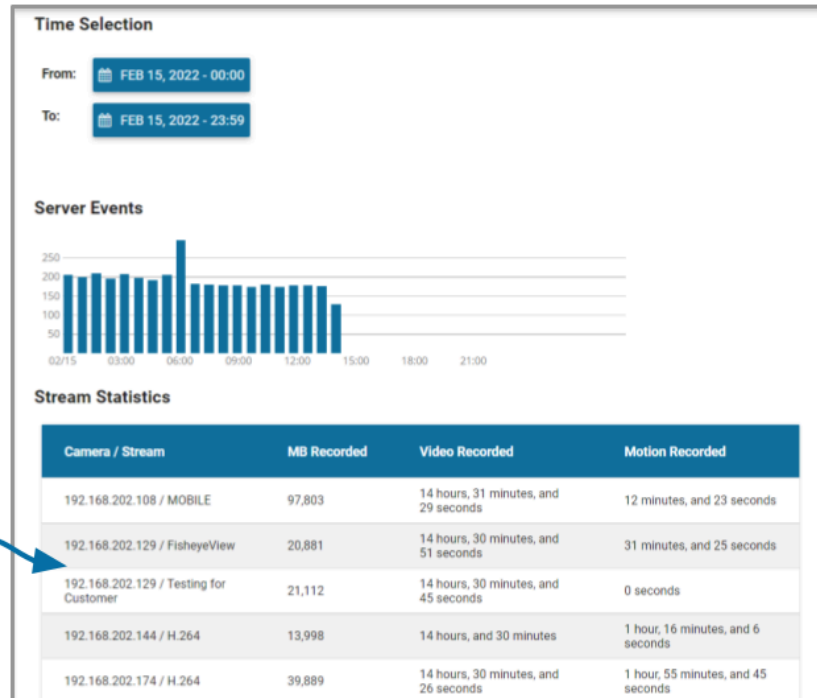 Time Selection
From:
FEB 15, 2022 - 00:00
To:
FEB 15, 2022 - 23:59
Server Events
250
200
150
100
50
02/15 03:00 06:00 09:00 12:00 15:00 18:00 21:00
Stream Statistics
Camera / Stream MB Recorded Video Recorded Motion Recorded
192.168.202.108 / MOBILE 97,803 14 hours, 31 minutes, and
29 seconds 12 minutes, and 23 seconds
192.168.202.129 / FisheyeView 20,881 14 hours, 30 minutes, and
51 seconds 31 minutes, and 25 seconds
192.168.202.129 / Testing for
Customer 21,112 14 hours, 30 minutes, and
45 seconds 0 seconds
192.168.202.144 / H.264 13,998 14 hours, and 30 minutes 1 hour, 16 minutes, and 6
seconds
192.168.202.174 / H.264 39,889 14 hours, 30 minutes, and
26 seconds 1 hour, 55 minutes, and 45
seconds